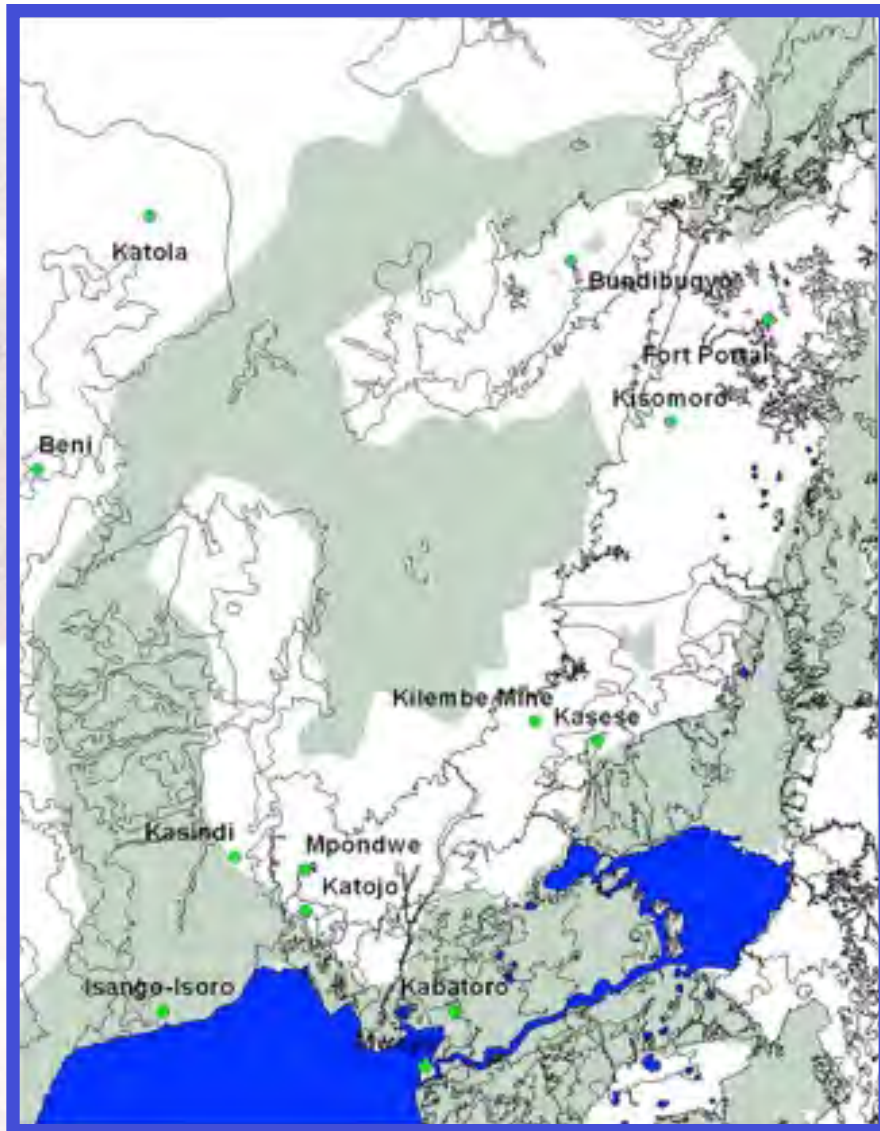 Katola
Bundibugyo
Fort Portal
Kisomoro
Beni
Kilembe Mine
Kasese
Kasindi
Mpondwe
Katojo
Isango-Isoro
Kabatoro